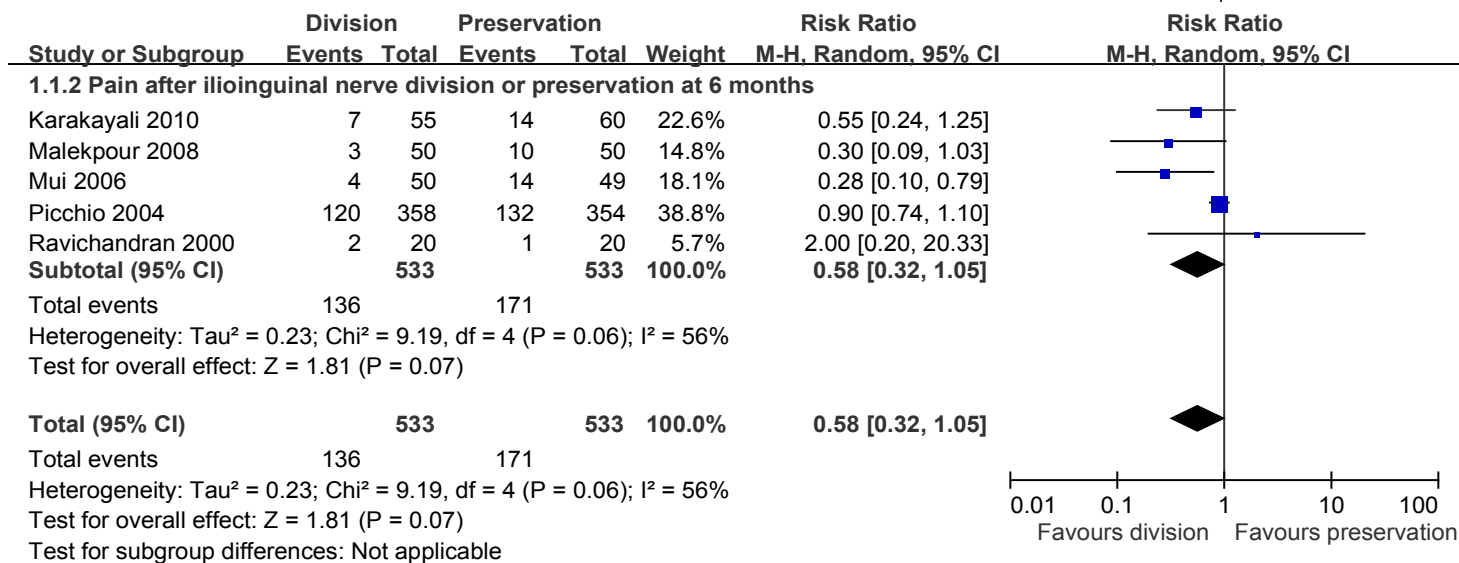 Division Preservation Risk Ratio Risk Ratio
Study or Subgroup Events Total Events Total Weight M-H, Random, 95% CI M-H, Random, 95% CI
1.1.2 Pain after ilioinguinal nerve division or preservation at 6 months
Karakayali 2010 7 55 14 60 22.6% 0.55 [0.24, 1.25]
Malekpour 2008 3 50 10 50 14.8% 0.30 [0.09, 1.03]
Mui 2006 4 50 14 49 18.1% 0.28 [0.10, 0.79]
Picchio 2004 120 358 132 354 38.8% 0.90 [0.74, 1.10]
Ravichandran 2000 2 20 1 20 5.7% 2.00 [0.20, 20.33]
Subtotal (95% CI) 533 533 100.0% 0.58 [0.32, 1.05]
Total events 136 171
Heterogeneity: Tau² = 0.23; Chi² = 9.19, df = 4 (P = 0.06); I² = 56%
Test for overall effect: Z = 1.81 (P = 0.07)
Total (95% CI) 533 533 100.0% 0.58 [0.32, 1.05]
Total events 136 171
Heterogeneity: Tau² = 0.23; Chi² = 9.19, df = 4 (P = 0.06); I² = 56%
Test for overall effect: Z = 1.81 (P = 0.07)
Test for subgroup differences: Not applicable
0.01 0.1 1 10 100
Favours division Favours preservation